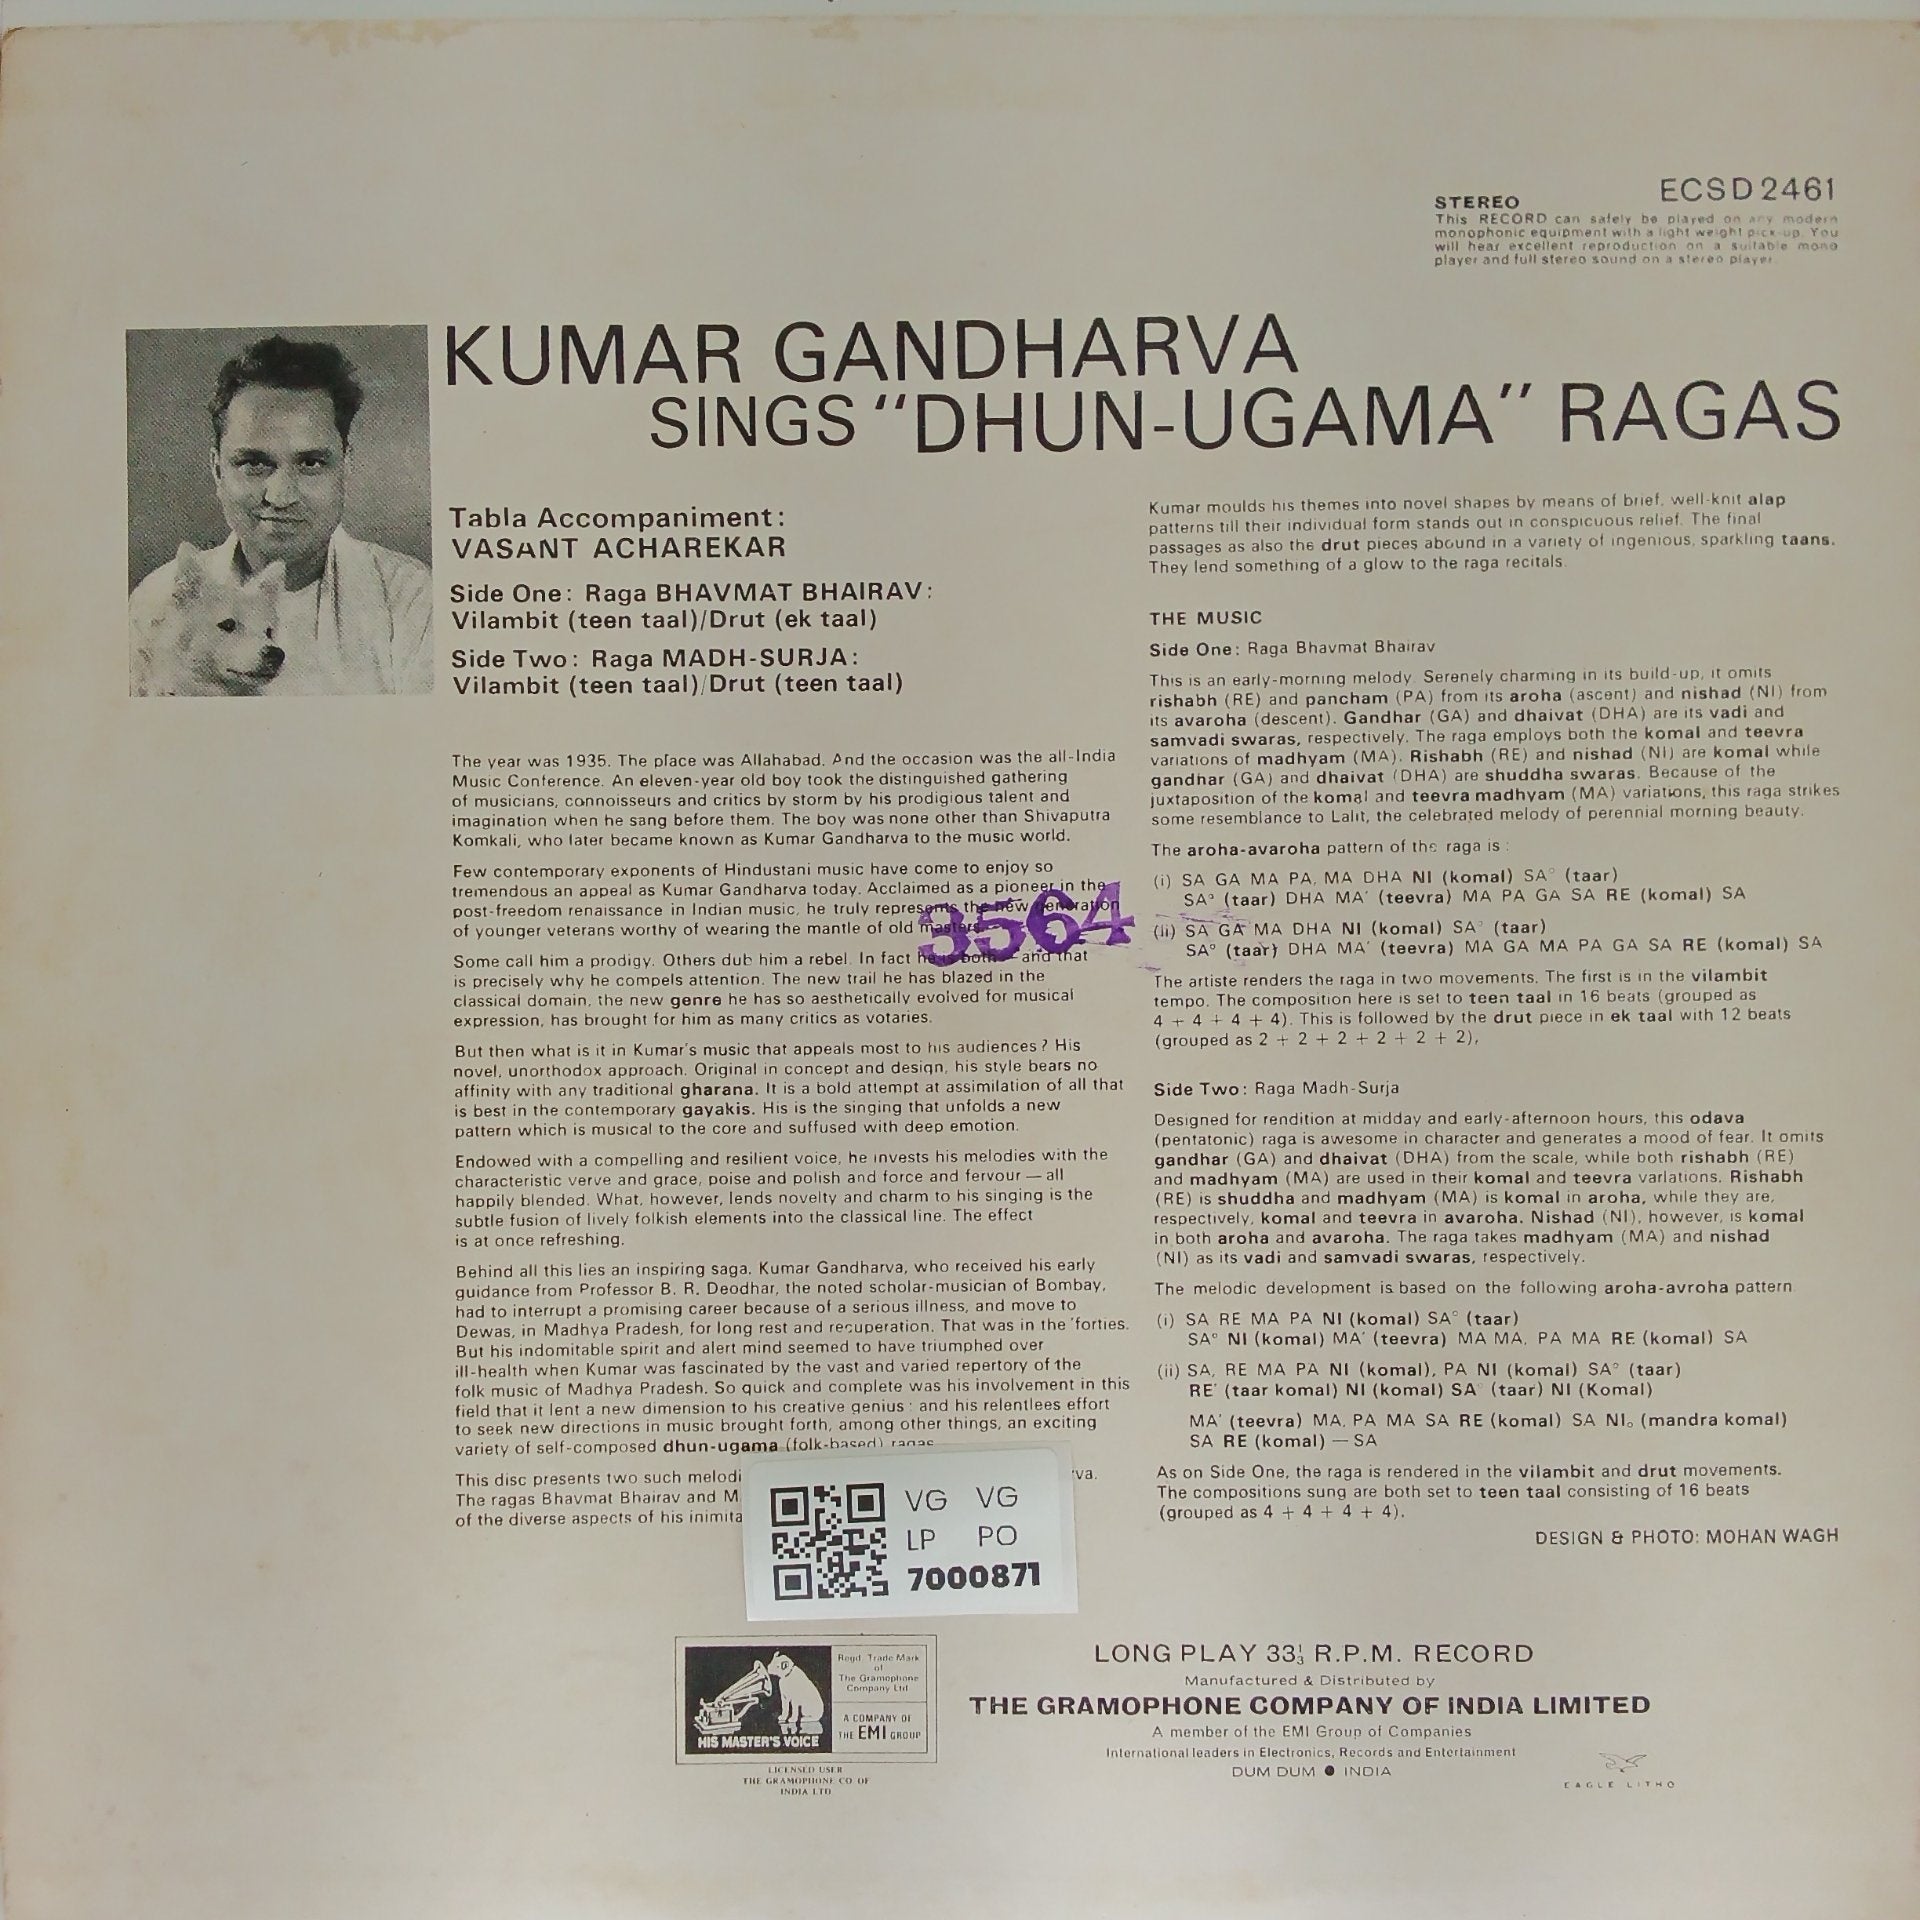 ECSD 2461
STEREO
This RECORD can safely be played on any modern
monophonic equipment with a light weight pick-up. You
will hear excellent reproduction on a suitable mono
player and full stereo sound on a stereo player.
KUMAR GANDHARVA
SINGS "DHUN-UGAMA" RAGAS
Tabla Accompaniment:
VASANT ACHAREKAR
Side One: Raga BHAVMAT BHAIRAV:
Vilambit (teen taal)/Drut (ek taal)
Side Two: Raga MADH-SURJA:
Vilambit (teen taal)/Drut (teen taal)
The year was 1935. The place was Allahabad. And the occasion was the all-India
Music Conference. An eleven-year old boy took the distinguished gathering
of musicians, connoisseurs and critics by storm by his prodigious talent and
imagination when he sang before them. The boy was none other than Shivaputra
Komkali, who later became known as Kumar Gandharva to the music world.
Few contemporary exponents of Hindustani music have come to enjoy so
tremendous an appeal as Kumar Gandharva today. Acclaimed as a pioneer in the
post-freedom renaissance in Indian music, he truly represents the new generation
of younger veterans worthy of wearing the mantle of old masters.
3564
Some call him a prodigy. Others dub him a rebel. In fact he is both — and that
is precisely why he compels attention. The new trail he has blazed in the
classical domain, the new genre he has so aesthetically evolved for musical
expression, has brought for him as many critics as votaries.
But then what is it in Kumar's music that appeals most to his audiences? His
novel, unorthodox approach. Original in concept and design, his style bears no
affinity with any traditional gharana. It is a bold attempt at assimilation of all that
is best in the contemporary gayakis. His is the singing that unfolds a new
pattern which is musical to the core and suffused with deep emotion.
Endowed with a compelling and resilient voice, he invests his melodies with the
characteristic verve and grace, poise and polish and force and fervour — all
happily blended. What, however, lends novelty and charm to his singing is the
subtle fusion of lively folkish elements into the classical line. The effect
is at once refreshing.
Behind all this lies an inspiring saga. Kumar Gandharva, who received his early
guidance from Professor B. R. Deodhar, the noted scholar-musician of Bombay,
had to interrupt a promising career because of a serious illness, and move to
Dewas, in Madhya Pradesh, for long rest and recuperation. That was in the 'forties.
But his indomitable spirit and alert mind seemed to have triumphed over
ill-health when Kumar was fascinated by the vast and varied repertory of the
folk music of Madhya Pradesh. So quick and complete was his involvement in this
field that it lent a new dimension to his creative genius: and his relentlees effort
to seek new directions in music brought forth, among other things, an exciting
variety of self-composed dhun-ugama (folk-based) ragas
This disc presents two such melodi va.
The ragas Bhavmat Bhairav and M
of the diverse aspects of his inimita
Kumar moulds his themes into novel shapes by means of brief, well-knit alap
patterns till their individual form stands out in conspicuous relief. The final
passages as also the drut pieces abound in a variety of ingenious, sparkling taans.
They lend something of a glow to the raga recitals.
THE MUSIC
Side One: Raga Bhavmat Bhairav
This is an early-morning melody. Serenely charming in its build-up, it omits
rishabh (RE) and pancham (PA) from its aroha (ascent) and nishad (NI) from
its avaroha (descent). Gandhar (GA) and dhaivat (DHA) are its vadi and
samvadi swaras, respectively. The raga employs both the komal and teevra
variations of madhyam (MA). Rishabh (RE) and nishad (NI) are komal while
gandhar (GA) and dhaivat (DHA) are shuddha swaras. Because of the
juxtaposition of the komal and teevra madhyam (MA) variations, this raga strikes
some resemblance to Lalit, the celebrated melody of perennial morning beauty.
The aroha-avaroha pattern of the raga is:
(i) SA GA MA PA, MA DHA NI (komal) SA° (taar)
SA° (taar) DHA MA' (teevra) MA PA GA SA RE (komal) SA
(ii) SA GA MA DHA NI (komal) SA° (taar)
SA° (taar) DHA MA' (teevra) MA GA MA PA GA SA RE (komal) SA
The artiste renders the raga in two movements. The first is in the vilambit
tempo. The composition here is set to teen taal in 16 beats (grouped as
4 + 4 + 4 + 4). This is followed by the drut piece in ek taal with 12 beats
(grouped as 2 + 2 + 2 + 2 + 2 + 2),
Side Two: Raga Madh-Surja
Designed for rendition at midday and early-afternoon hours, this odava
(pentatonic) raga is awesome in character and generates a mood of fear. It omits
gandhar (GA) and dhaivat (DHA) from the scale, while both rishabh (RE)
and madhyam (MA) are used in their komal and teevra variations. Rishabh
(RE) is shuddha and madhyam (MA) is komal in aroha, while they are,
respectively, komal and teevra in avaroha. Nishad (NI), however, is komal
in both aroha and avaroha. The raga takes madhyam (MA) and nishad
(NI) as its vadi and samvadi swaras, respectively.
The melodic development is based on the following aroha-avroha pattern
(i) SA RE MA PA NI (komal) SA° (taar)
SA° NI (komal) MA' (teevra) MA MA, PA MA RE (komal) SA
(ii) SA, RE MA PA NI (komal), PA NI (komal) SA° (taar)
RE' (taar komal) NI (komal) SA° (taar) NI (Komal)
MA' (teevra) MA, PA MA SA RE (komal) SA NI。 (mandra komal)
SA RE (komal) — SA
As on Side One, the raga is rendered in the vilambit and drut movements.
The compositions sung are both set to teen taal consisting of 16 beats
(grouped as 4 + 4 + 4 + 4).
DESIGN & PHOTO: MOHAN WAGH
VG VG
LP PO
7000871
HIS MASTER'S VOICE
Regd. Trade Mark
of
The Gramophone
Company Ltd
A COMPANY OF
THE EMI GROUP
LICENSED USER
THE GRAMOPHONE CO OF
INDIA LTD
LONG PLAY 33⅓ R.P.M. RECORD
Manufactured & Distributed by
THE GRAMOPHONE COMPANY OF INDIA LIMITED
A member of the EMI Group of Companies
International leaders in Electronics, Records and Entertainment
DUM DUM ● INDIA
EAGLE LITHO